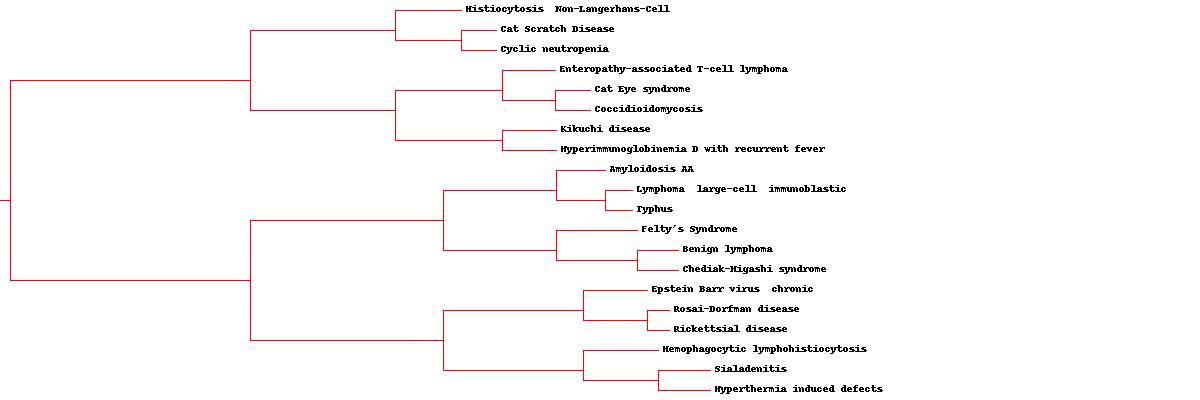 Histiocytosis Non-Langerhans-Cell
Cat Scratch Disease
Cyclic neutropenia
Enteropathy-associated T-cell lymphoma
Cat Eye syndrome
Coccidioidomycosis
Kikuchi disease
Hyperimmunoglobinemia D with recurrent fever
Amyloidosis AA
Lymphoma large-cell immunoblastic
Typhus
Felty's Syndrome
Benign lymphoma
Chediak-Higashi syndrome
Epstein Barr virus chronic
Rosai-Dorfman disease
Rickettsial disease
Hemophagocytic lymphohistiocytosis
Sialadenitis
Hyperthermia induced defects